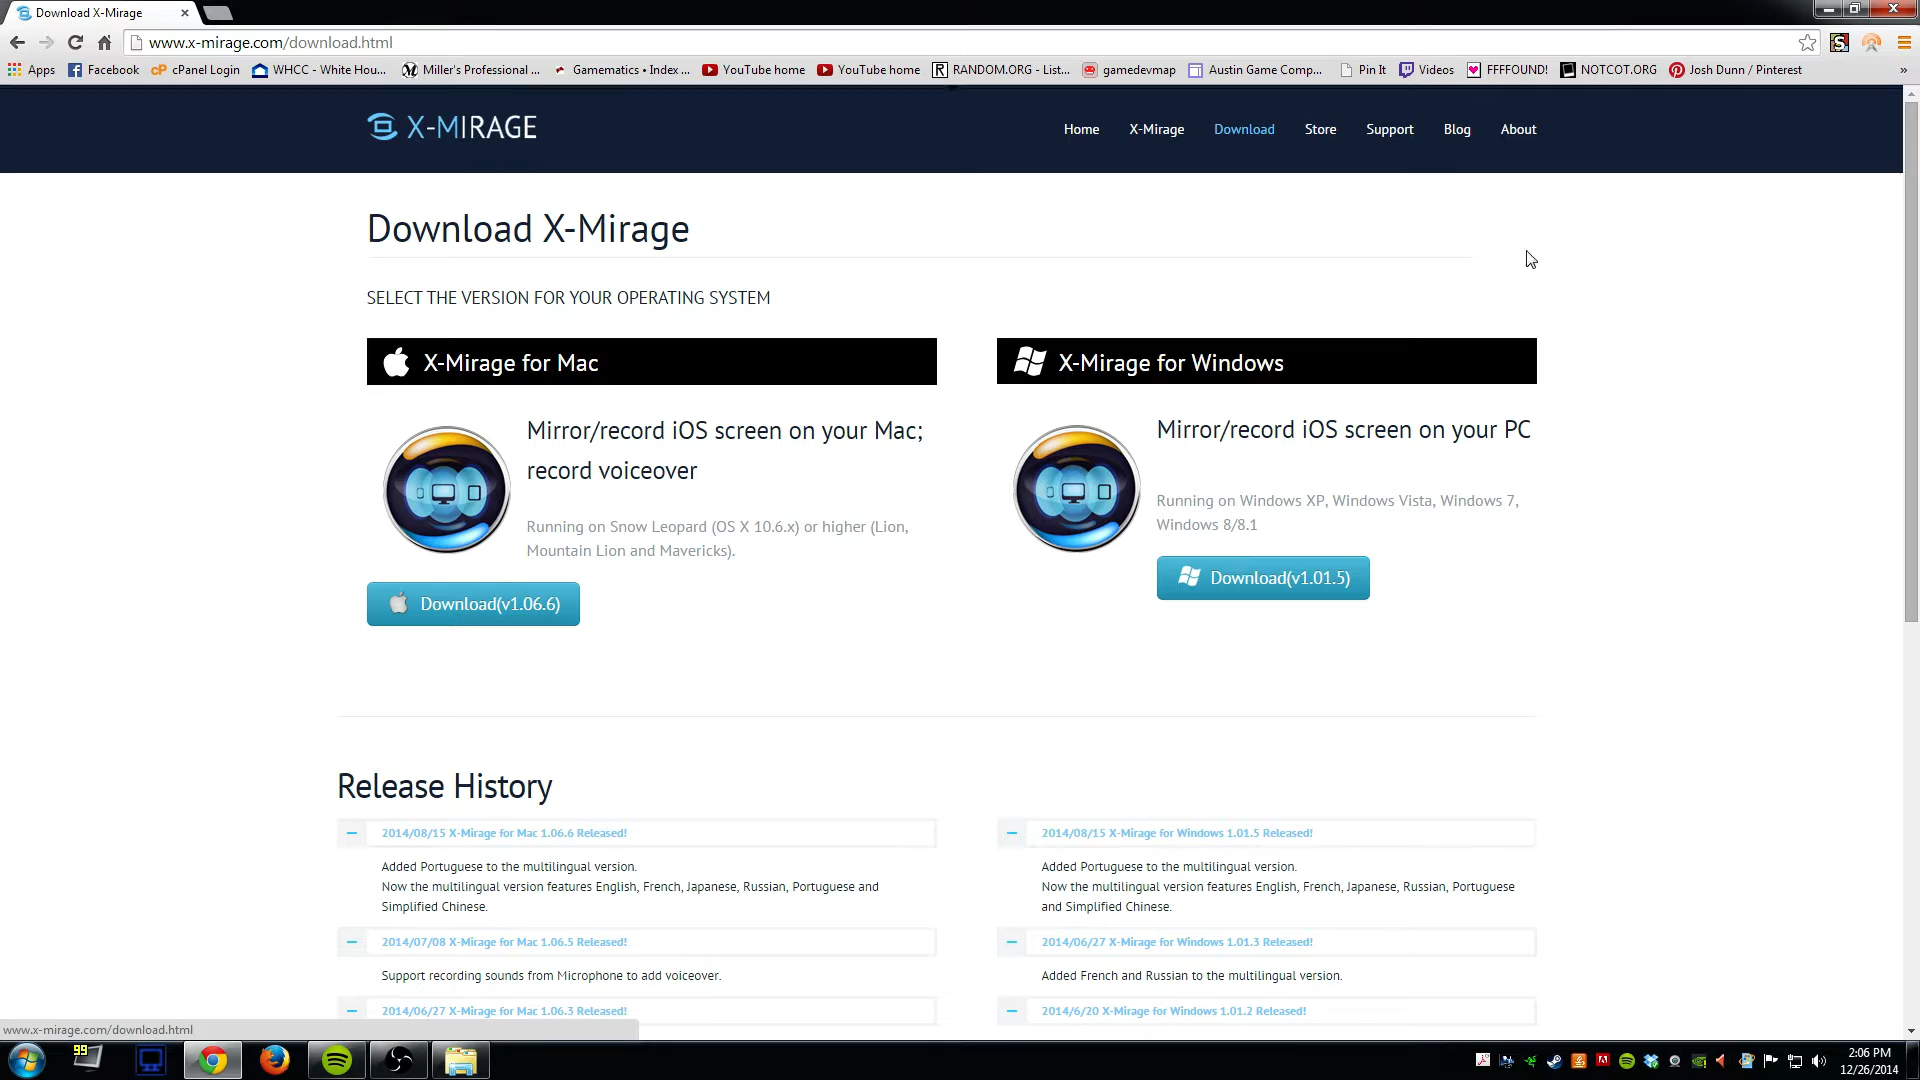 Download X-Mirage
www.x-mirage.com/download.html
Apps Facebook cPanel Login WHCC - White Hou... Miller's Professional ... Gamematics • Index ... YouTube home YouTube home RANDOM.ORG - List... gamedevmap Austin Game Comp... Pin It Videos FFFFOUND! NOTCOT.ORG Josh Dunn / Pinterest »
X-MIRAGE
Home X-Mirage Download Store Support Blog About
Download X-Mirage
SELECT THE VERSION FOR YOUR OPERATING SYSTEM
X-Mirage for Mac
Mirror/record iOS screen on your Mac;
record voiceover
Running on Snow Leopard (OS X 10.6.x) or higher (Lion,
Mountain Lion and Mavericks).
Download(v1.06.6)
X-Mirage for Windows
Mirror/record iOS screen on your PC
Running on Windows XP, Windows Vista, Windows 7,
Windows 8/8.1
Download(v1.01.5)
Release History
2014/08/15 X-Mirage for Mac 1.06.6 Released!
Added Portuguese to the multilingual version.
Now the multilingual version features English, French, Japanese, Russian, Portuguese and
Simplified Chinese.
2014/07/08 X-Mirage for Mac 1.06.5 Released!
Support recording sounds from Microphone to add voiceover.
2014/06/27 X-Mirage for Mac 1.06.3 Released!
2014/08/15 X-Mirage for Windows 1.01.5 Released!
Added Portuguese to the multilingual version.
Now the multilingual version features English, French, Japanese, Russian, Portuguese
and Simplified Chinese.
2014/06/27 X-Mirage for Windows 1.01.3 Released!
Added French and Russian to the multilingual version.
2014/6/20 X-Mirage for Windows 1.01.2 Released!
www.x-mirage.com/download.html
99
2:06 PM
12/26/2014